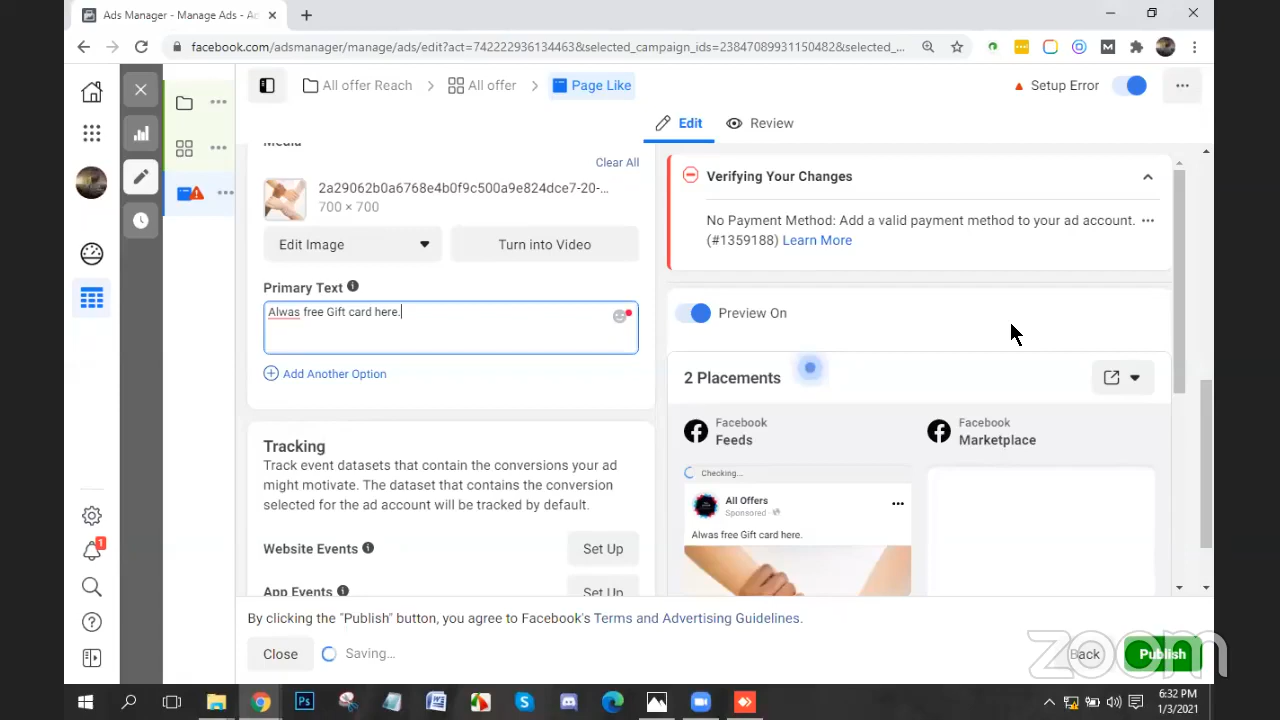 Ads Manager - Manage Ads - Ad
facebook.com/adsmanager/manage/ads/edit?act=742222936134463&selected_campaign_ids=23847089931150482&selected_...
All offer Reach
All offer
Page Like
Setup Error
Edit
Review
Media
Clear All
2a29062b0a6768e4b0f9c500a9e824dce7-20-...
700 × 700
Edit Image
Turn into Video
Primary Text
Alwas free Gift card here.
Add Another Option
Tracking
Track event datasets that contain the conversions your ad
might motivate. The dataset that contains the conversion
selected for the ad account will be tracked by default.
Website Events
Set Up
App Events
Set Up
Verifying Your Changes
No Payment Method: Add a valid payment method to your ad account.
(#1359188) Learn More
Preview On
2 Placements
Facebook
Feeds
Facebook
Marketplace
Checking...
All Offers
Sponsored
Alwas free Gift card here.
By clicking the "Publish" button, you agree to Facebook's Terms and Advertising Guidelines.
Close
Saving...
Back
Publish
zoom
1
6:32 PM
1/3/2021